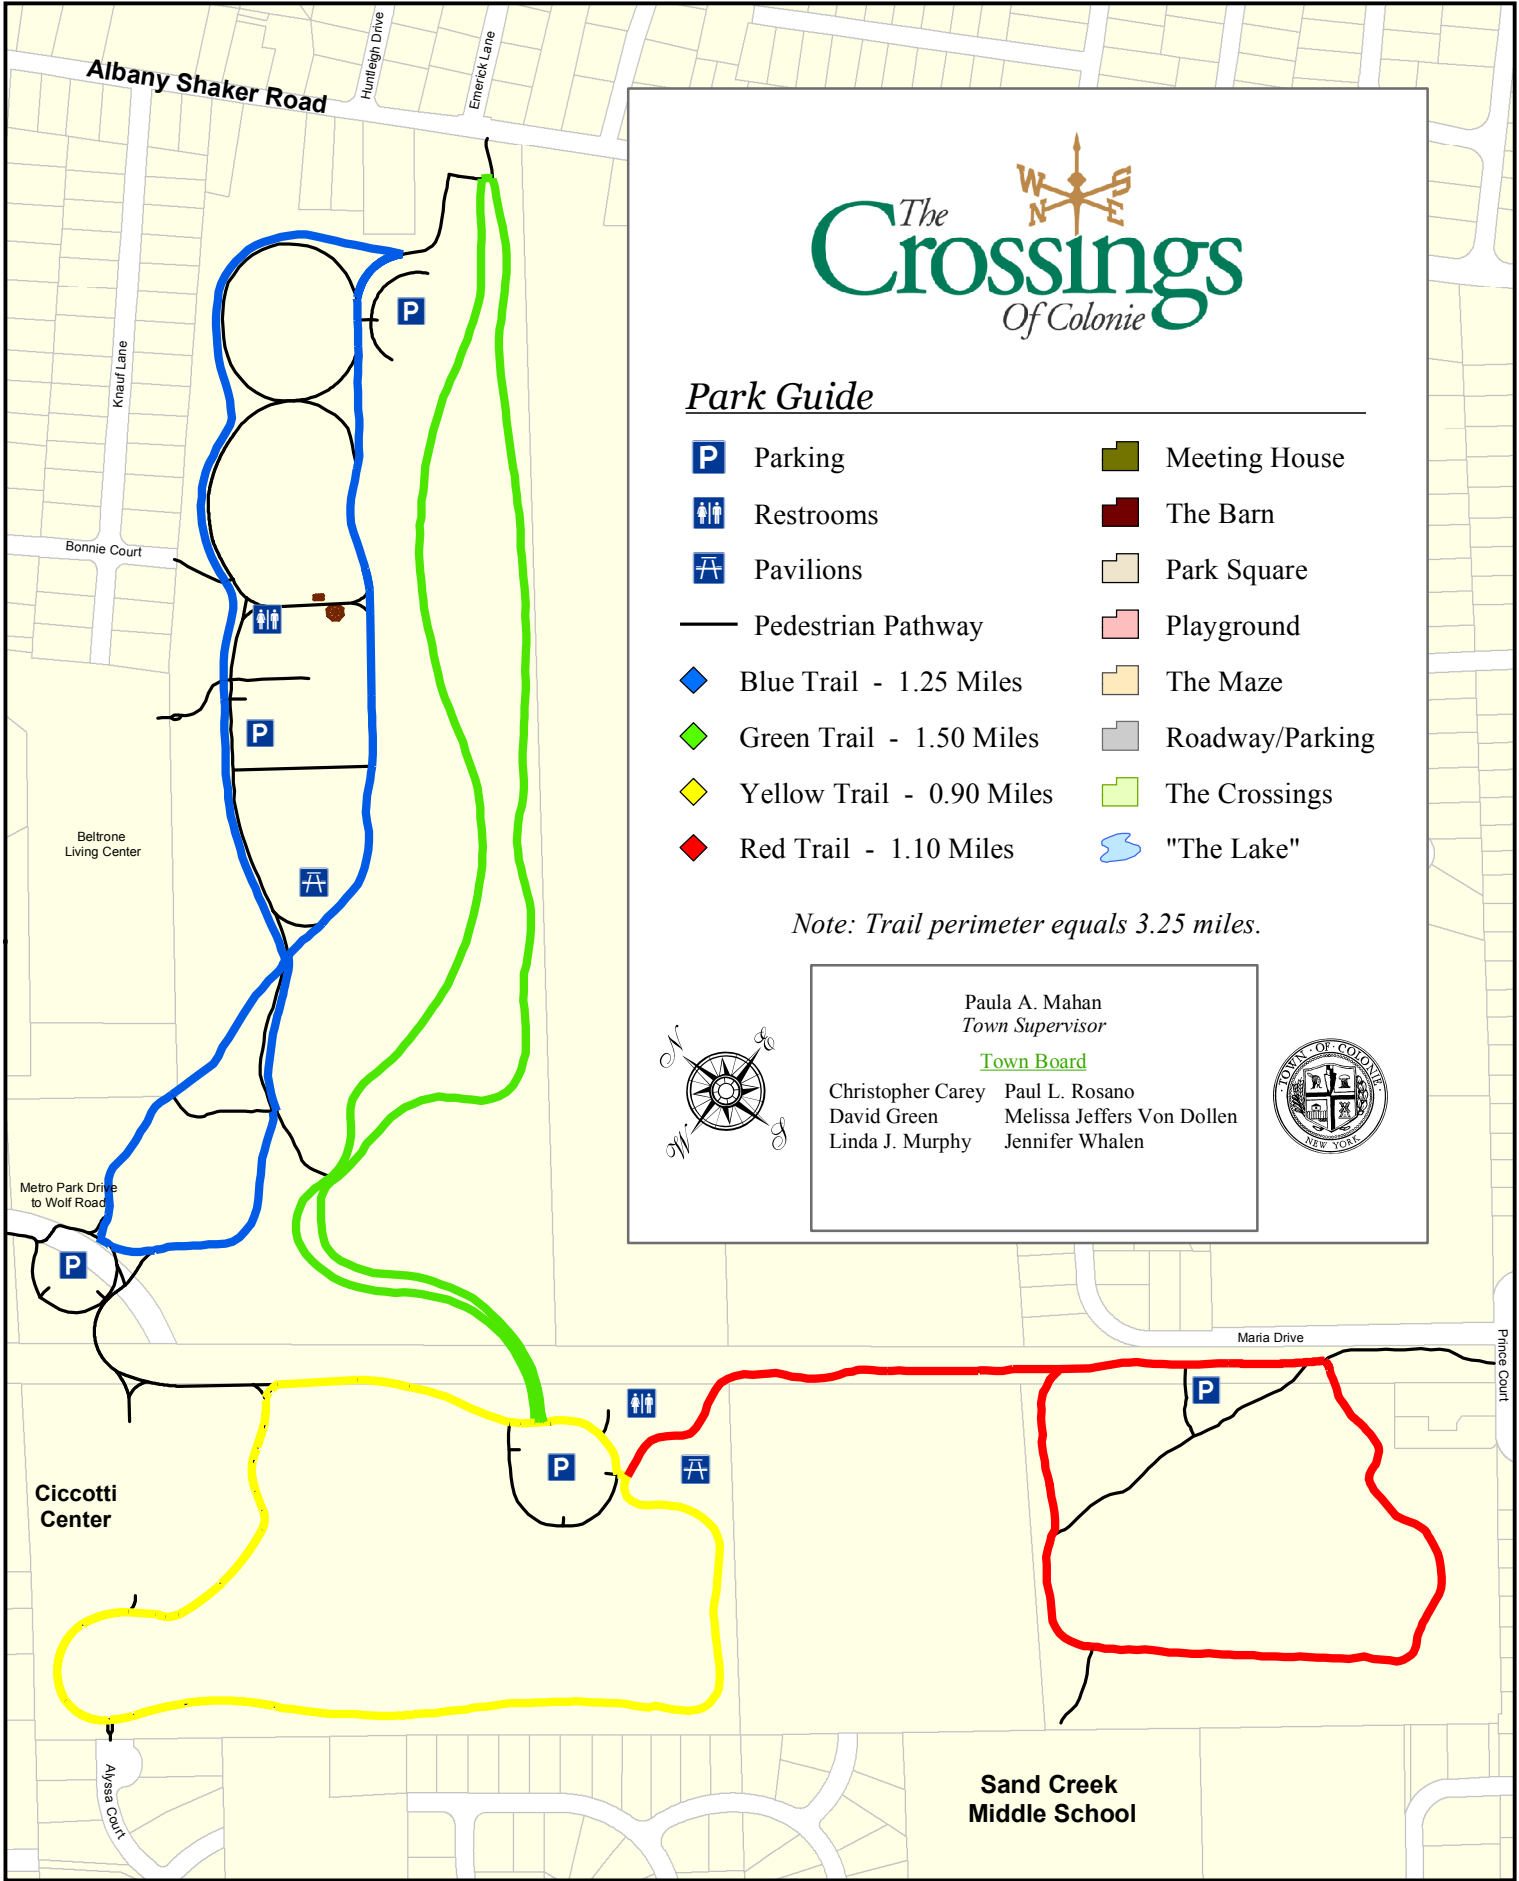 Albany Shaker Road
Huntleigh Drive
Emerick Lane
Knauf Lane
Bonnie Court
Beltrone
Living Center
Metro Park Drive
to Wolf Road
P
P
P
P
P
Ciccotti
Center
Alyssa Court
Maria Drive
Prince Court
Sand Creek
Middle School
W S
N E
The
Crossings
Of Colonie
Park Guide
P Parking
Restrooms
Pavilions
Pedestrian Pathway
Blue Trail - 1.25 Miles
Green Trail - 1.50 Miles
Yellow Trail - 0.90 Miles
Red Trail - 1.10 Miles
Meeting House
The Barn
Park Square
Playground
The Maze
Roadway/Parking
The Crossings
"The Lake"
Note: Trail perimeter equals 3.25 miles.
N E
W S
Paula A. Mahan
Town Supervisor
Town Board
Christopher Carey Paul L. Rosano
David Green Melissa Jeffers Von Dollen
Linda J. Murphy Jennifer Whalen
TOWN · OF · COLONIE
NEW YORK